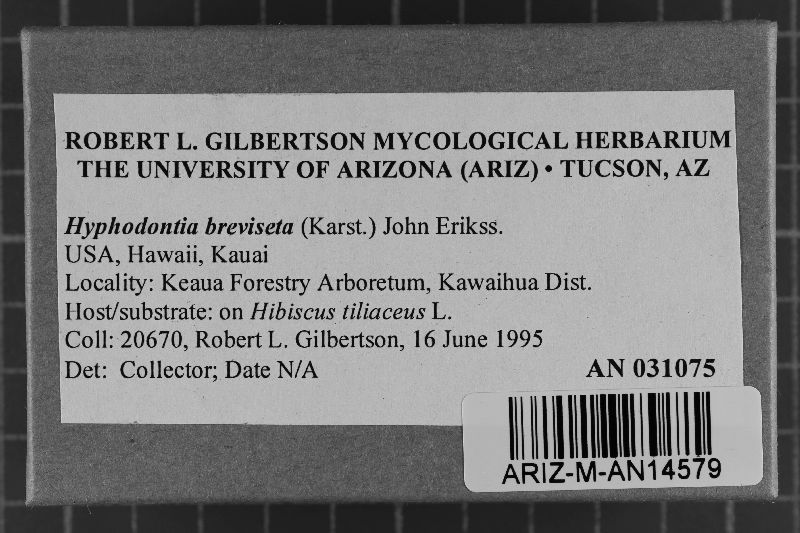 ROBERT L. GILBERTSON MYCOLOGICAL HERBARIUM
THE UNIVERSITY OF ARIZONA (ARIZ) • TUCSON, AZ
Hyphodontia breviseta (Karst.) John Erikss.
USA, Hawaii, Kauai
Locality: Keaua Forestry Arboretum, Kawaihua Dist.
Host/substrate: on Hibiscus tiliaceus L.
Coll: 20670, Robert L. Gilbertson, 16 June 1995
Det: Collector; Date N/A
AN 031075
ARIZ-M-AN14579